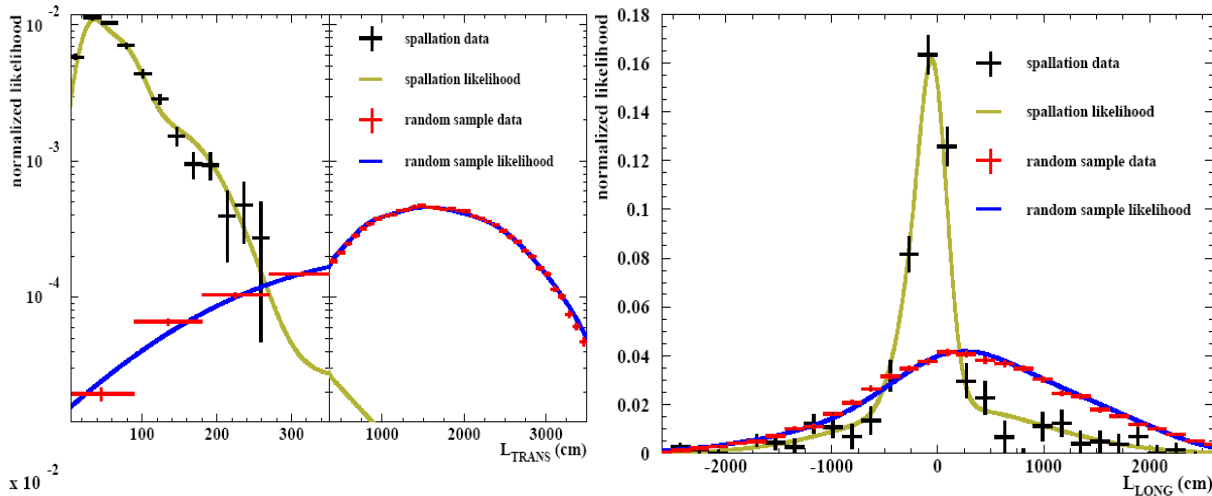 normalized likelihood
10^-2
10^-3
10^-4
spallation data
spallation likelihood
random sample data
random sample likelihood
100 200 300 1000 2000 3000
L_TRANS (cm)
x 10^-2
normalized likelihood
0.18
0.16
0.14
0.12
0.1
0.08
0.06
0.04
0.02
0
spallation data
spallation likelihood
random sample data
random sample likelihood
-2000 -1000 0 1000 2000
L_LONG (cm)